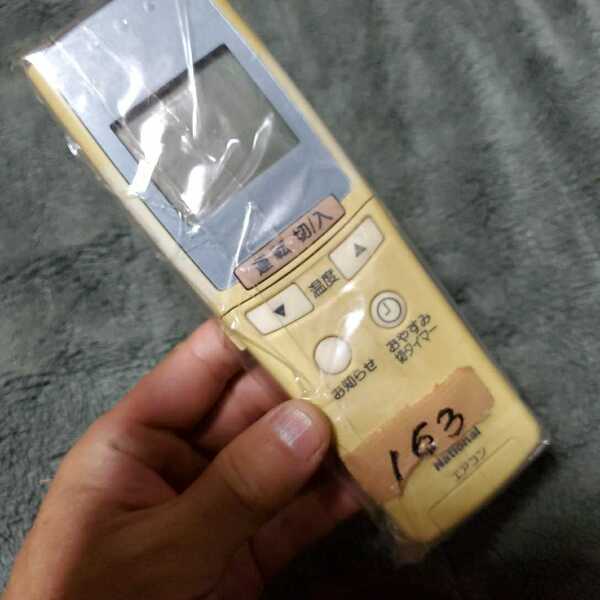 運転 切/入
▼ 温度 ▲
お知らせ
おやすみ
切タイマー
163
National
エアコン